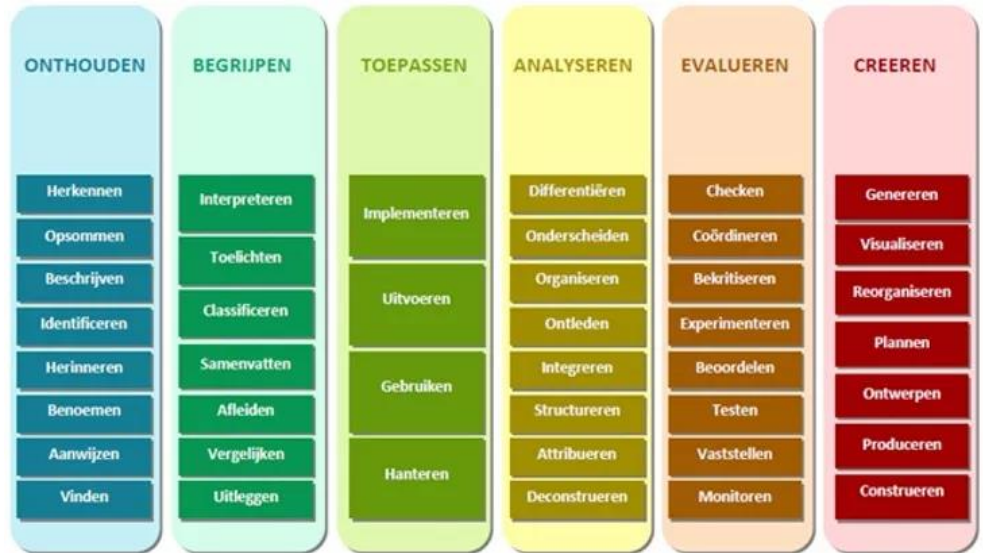 ONTHOUDEN
Herkennen
Opsommen
Beschrijven
Identificeren
Herinneren
Benoemen
Aanwijzen
Vinden
BEGRIJPEN
Interpreteren
Toelichten
Classificeren
Samenvatten
Afleiden
Vergelijken
Uitleggen
TOEPASSEN
Implementeren
Uitvoeren
Gebruiken
Hanteren
ANALYSEREN
Differentiëren
Onderscheiden
Organiseren
Ontleden
Integreren
Structureren
Attribueren
Deconstrueren
EVALUEREN
Checken
Coördineren
Bekritiseren
Experimenteren
Beoordelen
Testen
Vaststellen
Monitoren
CREEREN
Genereren
Visualiseren
Reorganiseren
Plannen
Ontwerpen
Produceren
Construeren